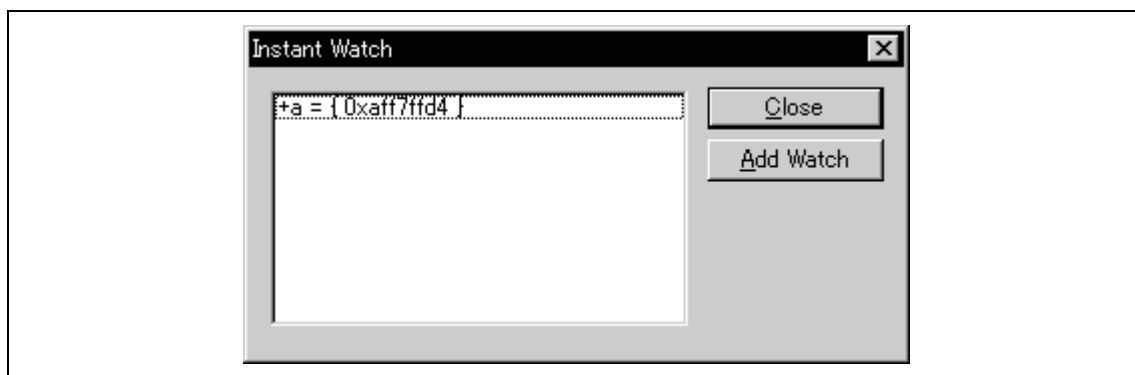 Instant Watch
+a = { 0xaff7ffd4 }
Close
Add Watch